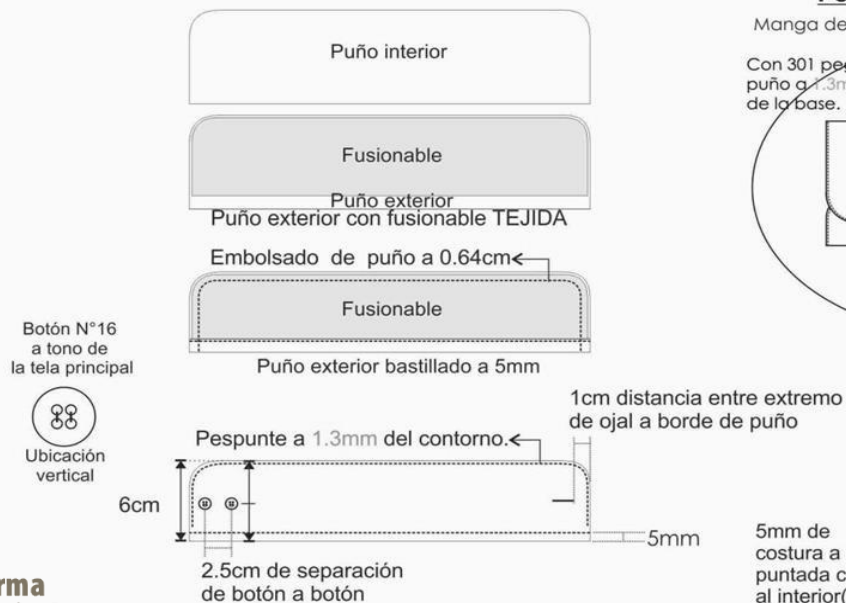 Puño interior
Fusionable
Puño exterior
Puño exterior con fusionable TEJIDA
Embolsado de puño a 0.64cm
Fusionable
Puño exterior bastillado a 5mm
Botón N°16
a tono de
la tela principal
Ubicación
vertical
1cm distancia entre extremo
de ojal a borde de puño
Pespunte a 1.3mm del contorno.
6cm
5mm
2.5cm de separación
de botón a botón
Manga de
Con 301
puño a 1.3m
de la base.
5mm de
costura a
puntada c
al interior(
rma